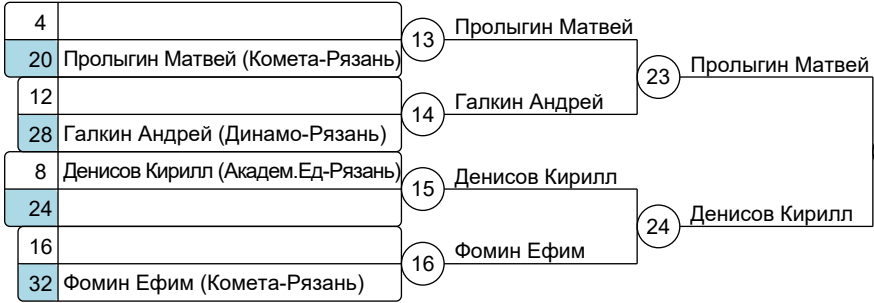 4
20 Пролыгин Матвей (Комета-Рязань)
13 Пролыгин Матвей
12
28 Галкин Андрей (Динамо-Рязань)
14 Галкин Андрей
23 Пролыгин Матвей
8 Денисов Кирилл (Академ.Ед-Рязань)
24
15 Денисов Кирилл
16
32 Фомин Ефим (Комета-Рязань)
16 Фомин Ефим
24 Денисов Кирилл